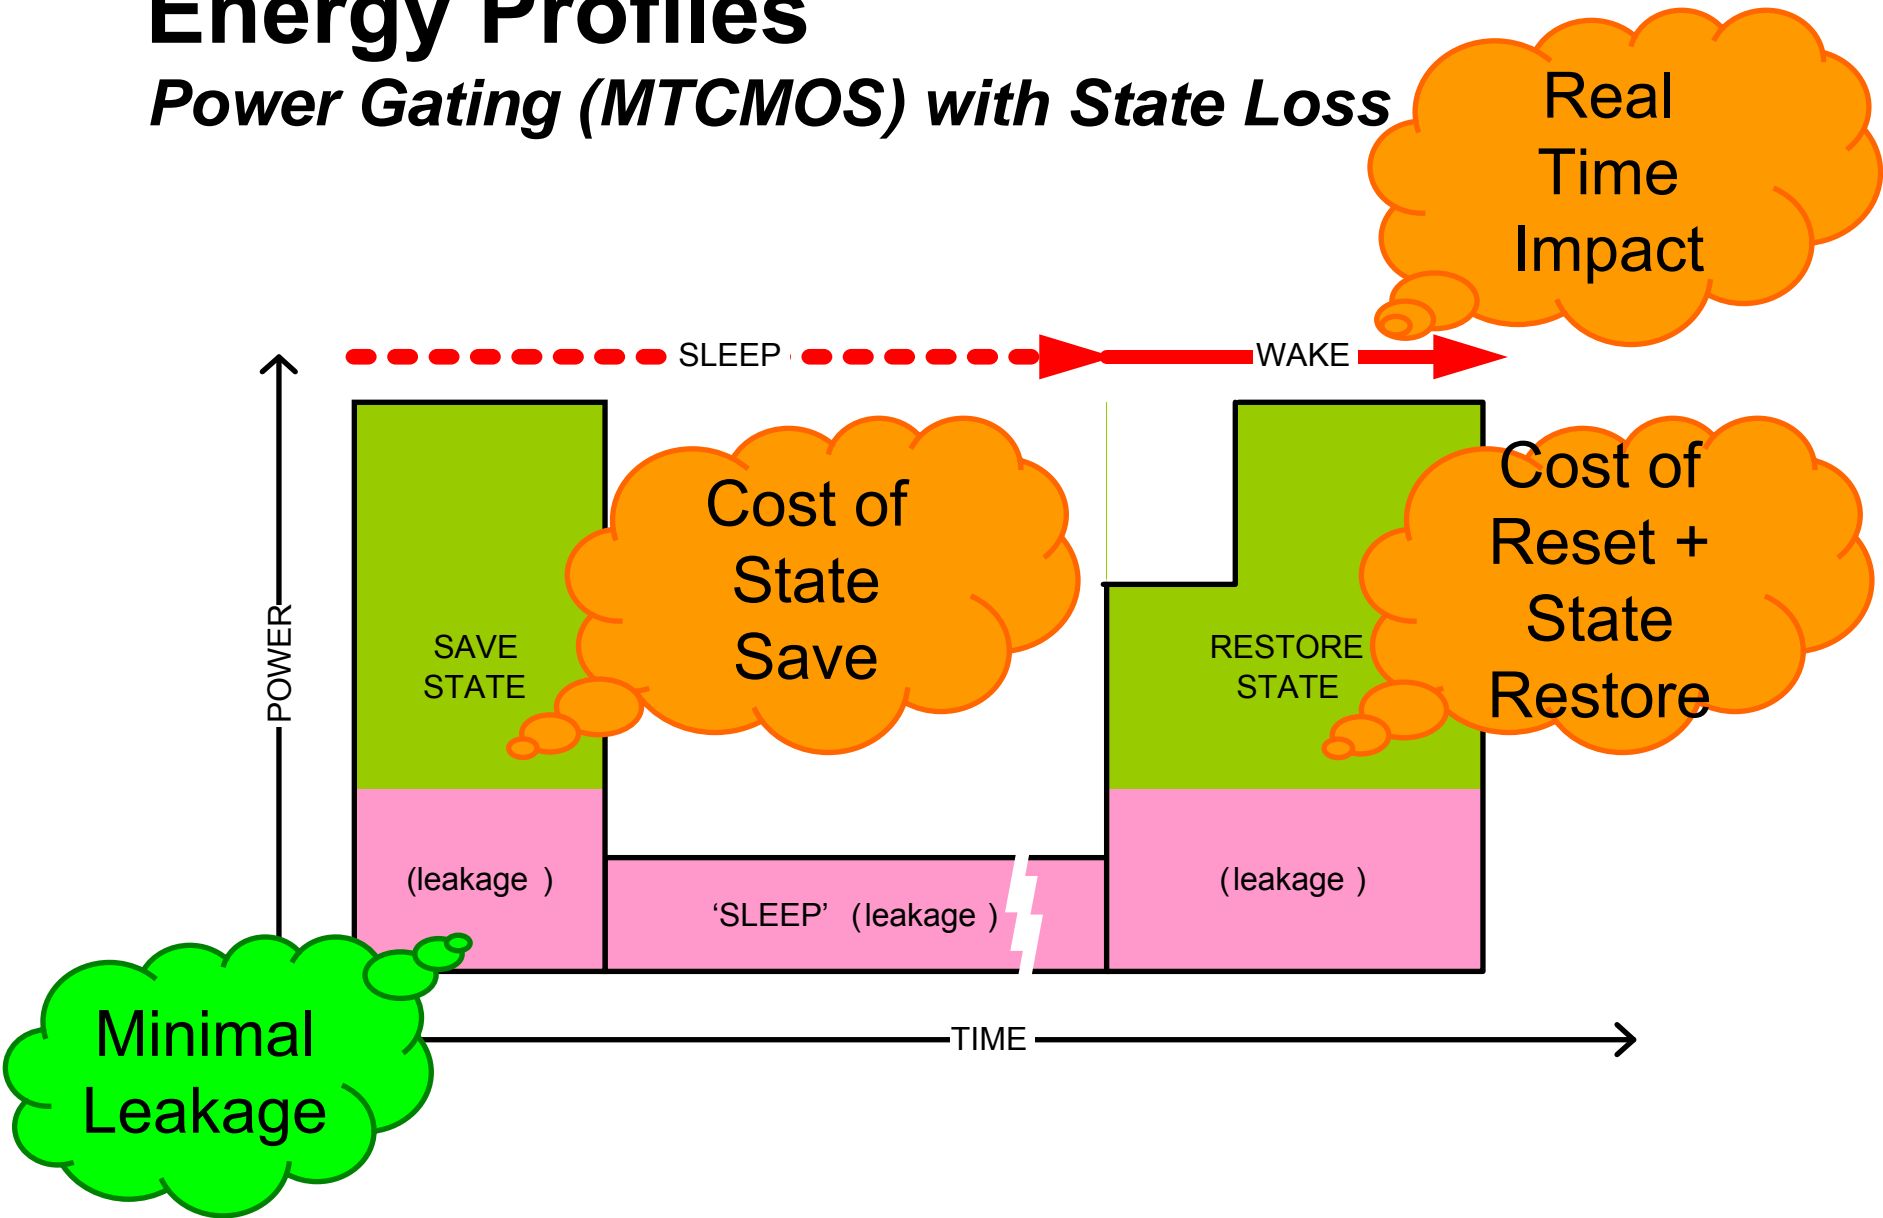 Energy Profiles
Power Gating (MTCMOS) with State Loss
Real
Time
Impact
SLEEP
WAKE
Cost of
State
Save
Cost of
Reset +
State
Restore
POWER
SAVE
STATE
RESTORE
STATE
(leakage )
‘SLEEP’ (leakage )
(leakage )
Minimal
Leakage
TIME